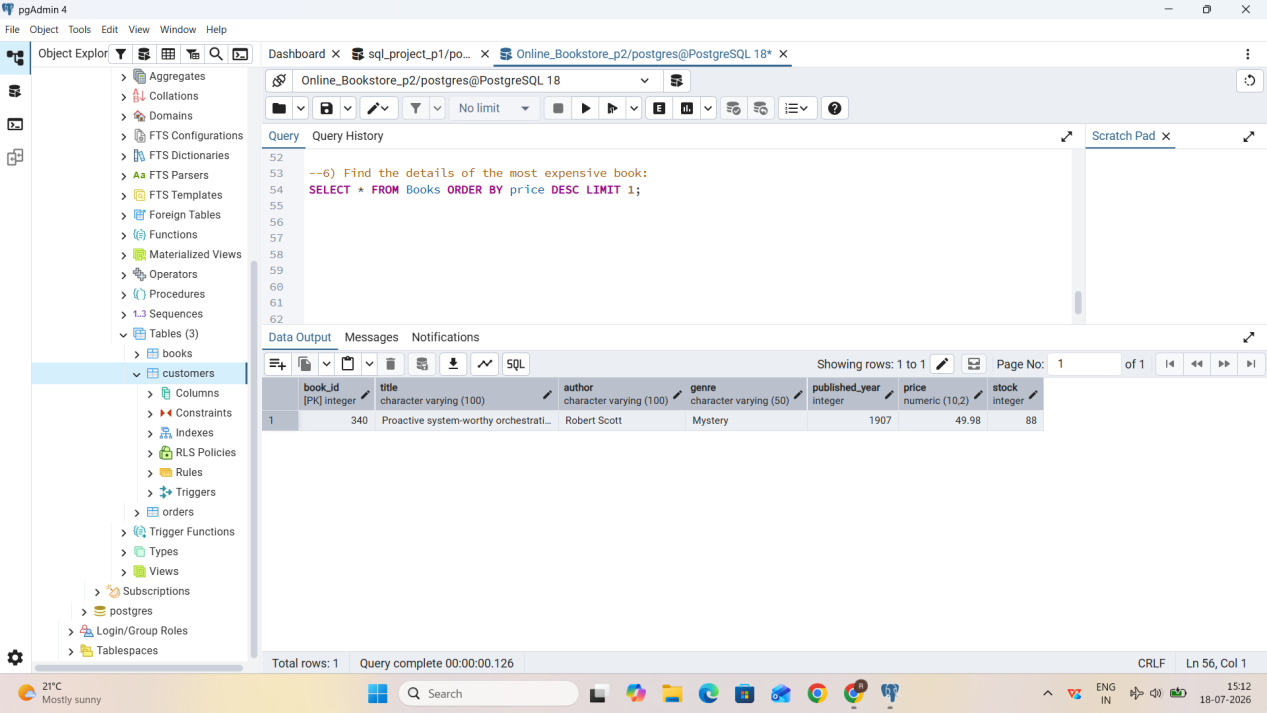 pgAdmin 4
File Object Tools Edit View Window Help
Object Explor
Dashboard
sql_project_p1/po...
Online_Bookstore_p2/postgres@PostgreSQL 18*
Online_Bookstore_p2/postgres@PostgreSQL 18
No limit
E
Query Query History
Scratch Pad
52
53 --6) Find the details of the most expensive book:
54 SELECT * FROM Books ORDER BY price DESC LIMIT 1;
55
56
57
58
59
60
61
62
Aggregates
Collations
Domains
FTS Configurations
FTS Dictionaries
Aa FTS Parsers
FTS Templates
Foreign Tables
Functions
Materialized Views
Operators
Procedures
1..3 Sequences
Tables (3)
books
customers
Columns
Constraints
Indexes
RLS Policies
Rules
Triggers
orders
Trigger Functions
Types
Views
Subscriptions
postgres
Login/Group Roles
Tablespaces
Data Output Messages Notifications
SQL
Showing rows: 1 to 1
Page No: 1 of 1
book_id title author genre published_year price stock
[PK] integer character varying (100) character varying (100) character varying (50) integer numeric (10,2) integer
1 340 Proactive system-worthy orchestrati... Robert Scott Mystery 1907 49.98 88
Total rows: 1 Query complete 00:00:00.126 CRLF Ln 56, Col 1
21°C
Mostly sunny
Search
R
ENG
IN
15:12
18-07-2026